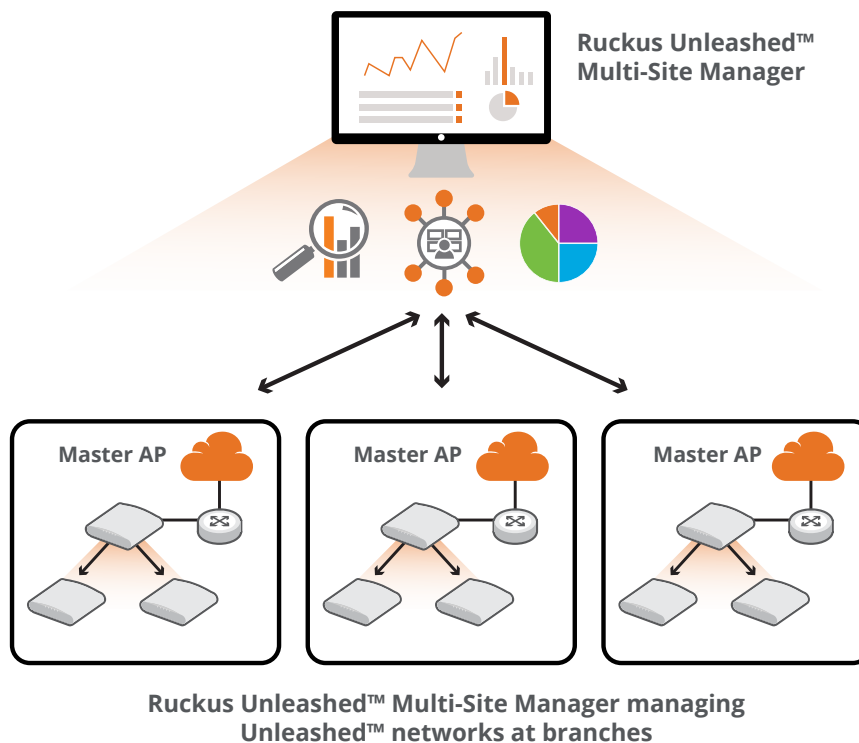 Ruckus Unleashed™
Multi-Site Manager
Master AP
Master AP
Master AP
Ruckus Unleashed™ Multi-Site Manager managing
Unleashed™ networks at branches